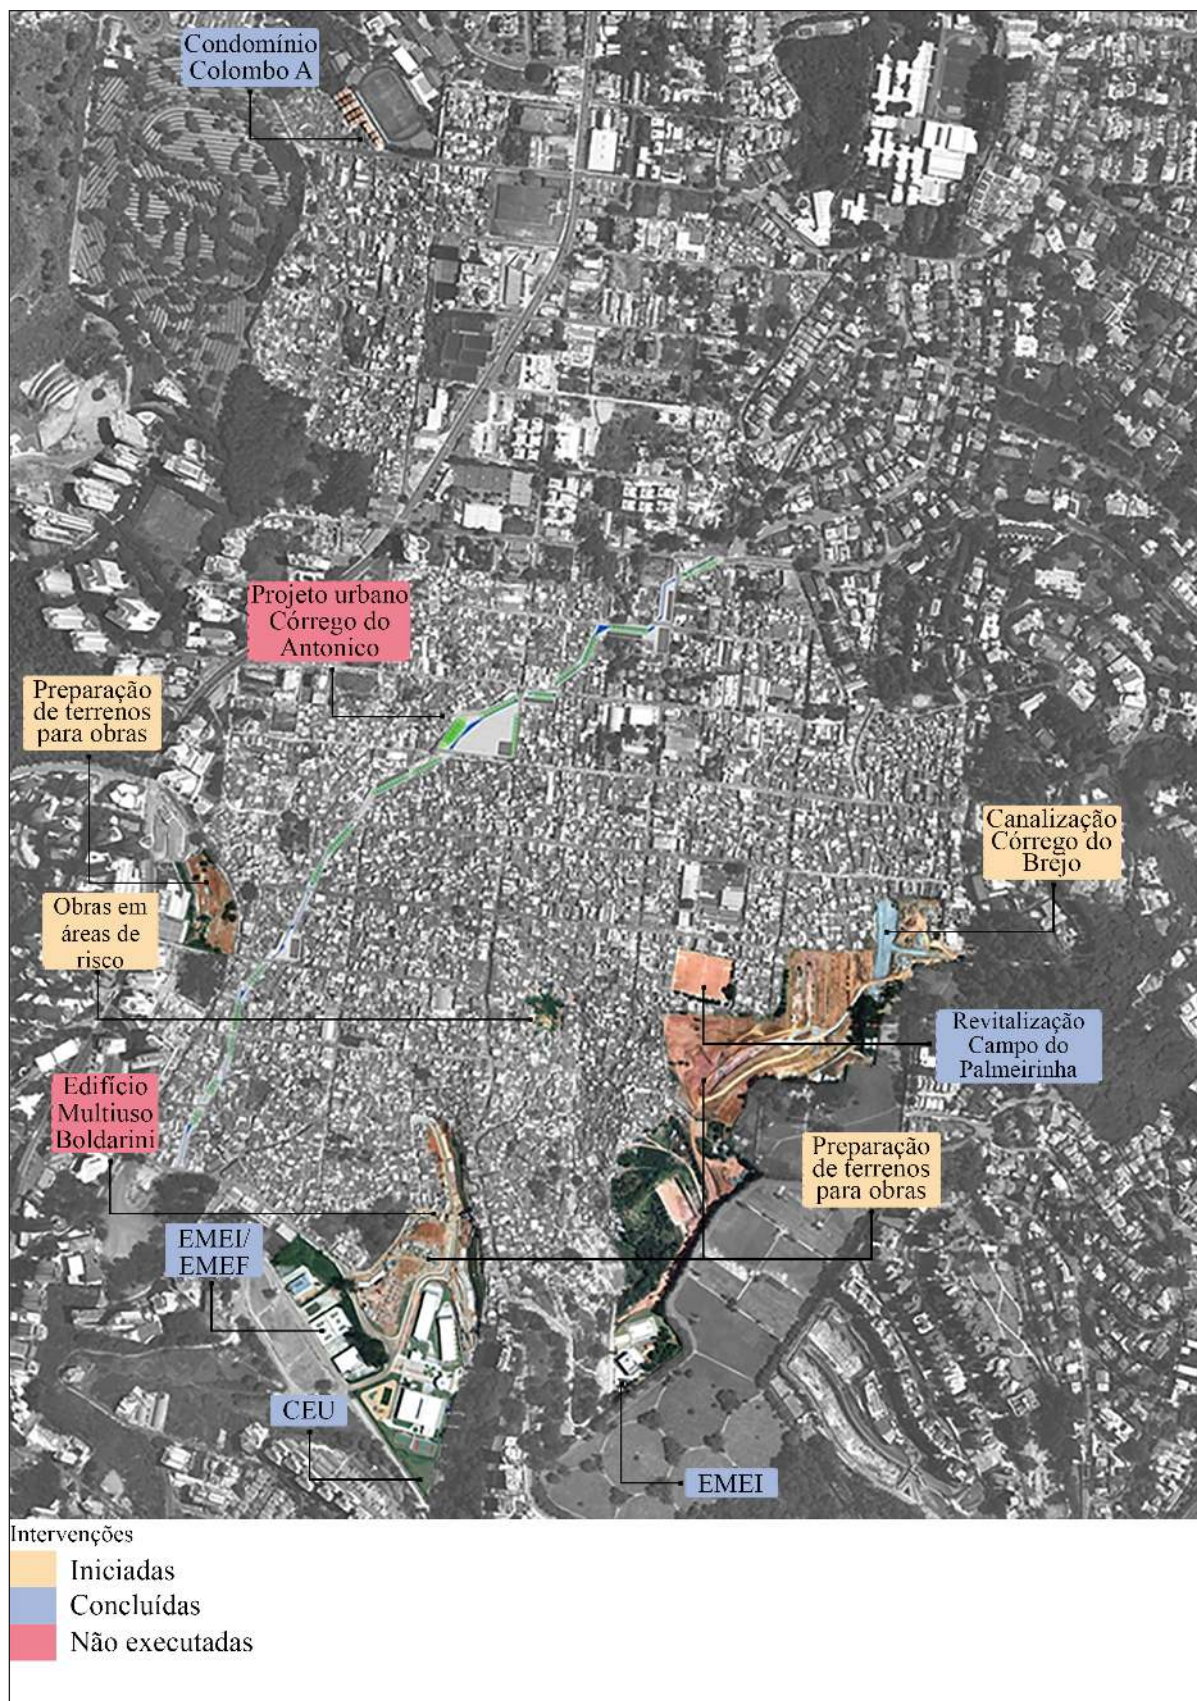 Condomínio
Colombo A
Projeto urbano
Córrego do
Antonico
Preparação
de terrenos
para obras
Canalização
Córrego do
Brejo
Obras em
áreas de
risco
Revitalização
Campo do
Palmeirinha
Edifício
Multiuso
Boldarini
Preparação
de terrenos
para obras
EMEI/
EMEF
CEU
EMEI
Intervenções
Iniciadas
Concluídas
Não executadas